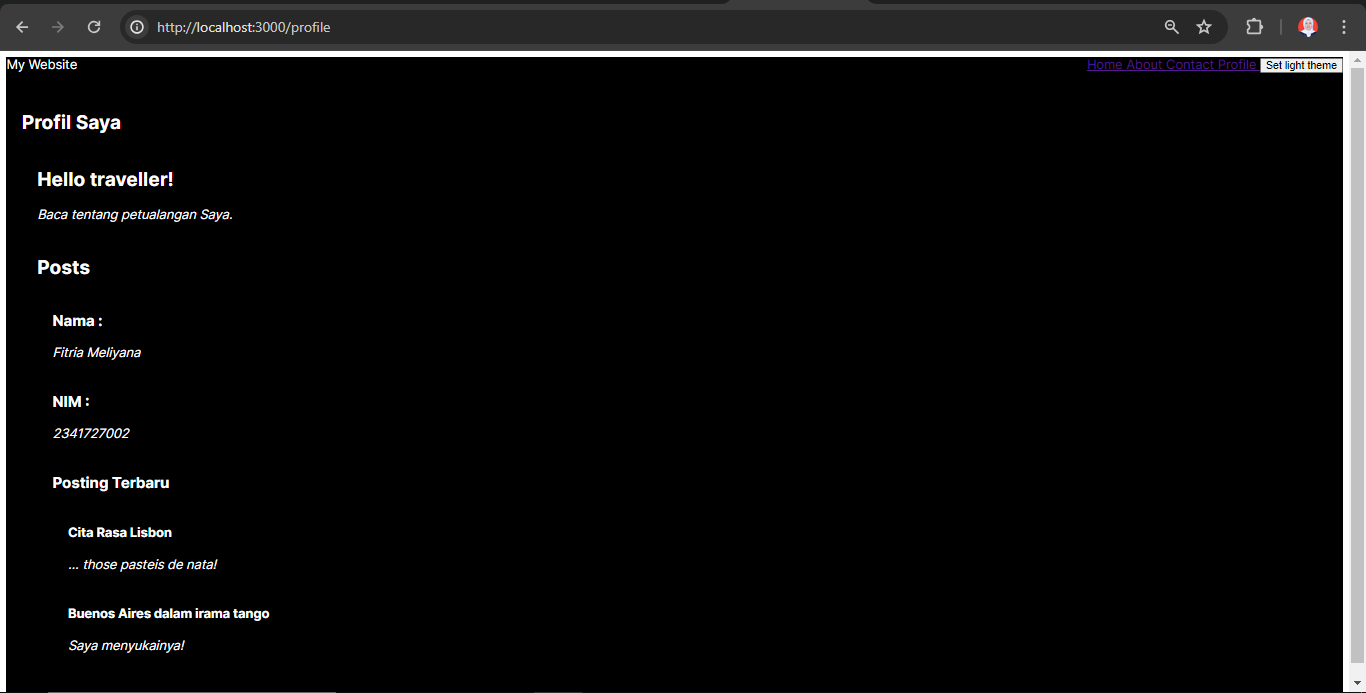 http://localhost:3000/profile
My Website
Home About Contact Profile Set light theme
Profil Saya
Hello traveller!
Baca tentang petualangan Saya.
Posts
Nama :
Fitria Meliyana
NIM :
2341727002
Posting Terbaru
Cita Rasa Lisbon
... those pasteis de nata!
Buenos Aires dalam irama tango
Saya menyukainya!